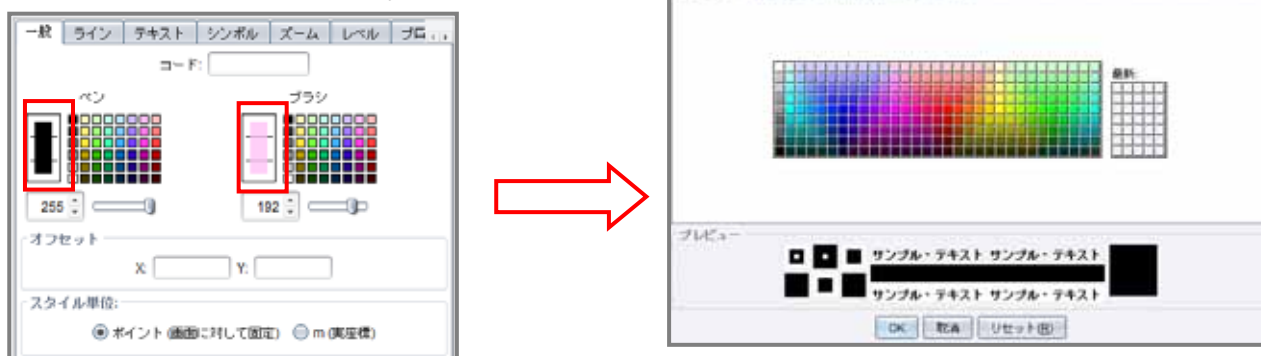 一般 ライン テキスト シンボル ズーム レベル プロ...
コード:
ペン ブラシ
255 192
オフセット
X: Y:
スタイル単位:
ポイント (画面に対して固定) m (実座標)
最新:
プレビュー
サンプル・テキスト サンプル・テキスト
サンプル・テキスト サンプル・テキスト
OK 取消 リセット(R)